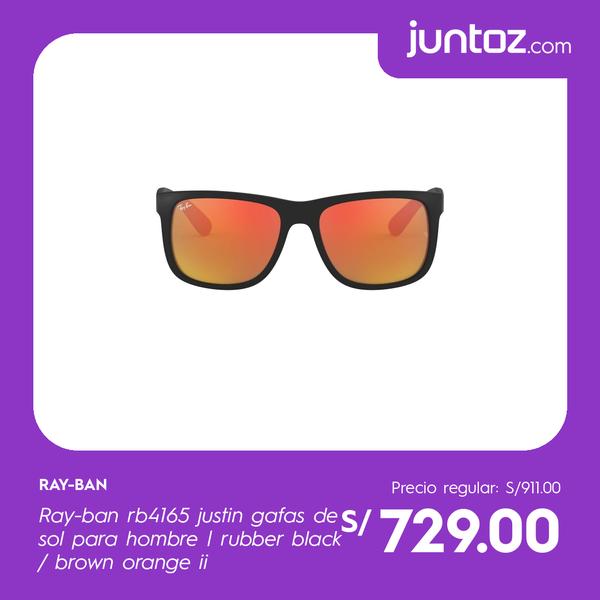 juntoz.com
Ray-Ban
RAY-BAN
Precio regular: S/911.00
Ray-ban rb4165 justin gafas de
sol para hombre | rubber black
/ brown orange ii
S/ 729.00